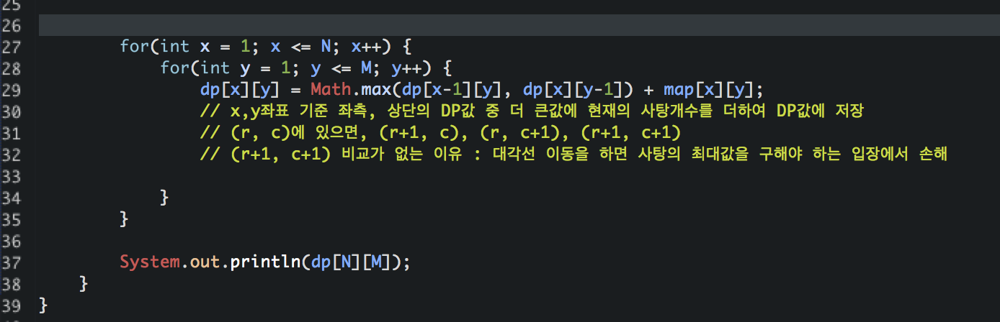 25
26
27 for(int x = 1; x <= N; x++) {
28 for(int y = 1; y <= M; y++) {
29 dp[x][y] = Math.max(dp[x-1][y], dp[x][y-1]) + map[x][y];
30 // x,y좌표 기준 좌측, 상단의 DP값 중 더 큰값에 현재의 사탕개수를 더하여 DP값에 저장
31 // (r, c)에 있으면, (r+1, c), (r, c+1), (r+1, c+1)
32 // (r+1, c+1) 비교가 없는 이유 : 대각선 이동을 하면 사탕의 최대값을 구해야 하는 입장에서 손해
33
34 }
35 }
36
37 System.out.println(dp[N][M]);
38 }
39 }